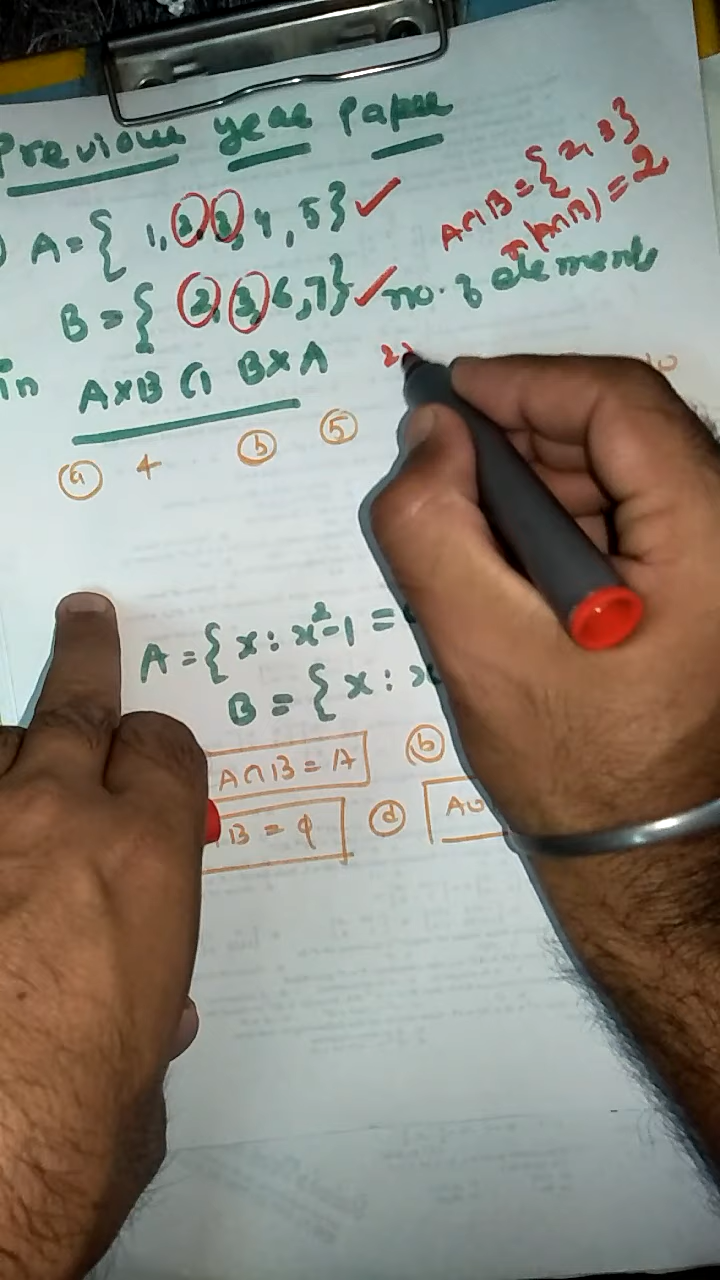 Previous year Paper
A = { 1, 2, 3, 4, 5 } ✓
A∩B = { 2, 3 }
n(A∩B) = 2
B = { 2, 3, 6, 7 } ✓ no. of elements
in A×B ∩ B×A
(a) 4 (b) (5)
A = { x : x² - 1 =
B = { x :
A∩B = A (b)
B = φ (d) A∪